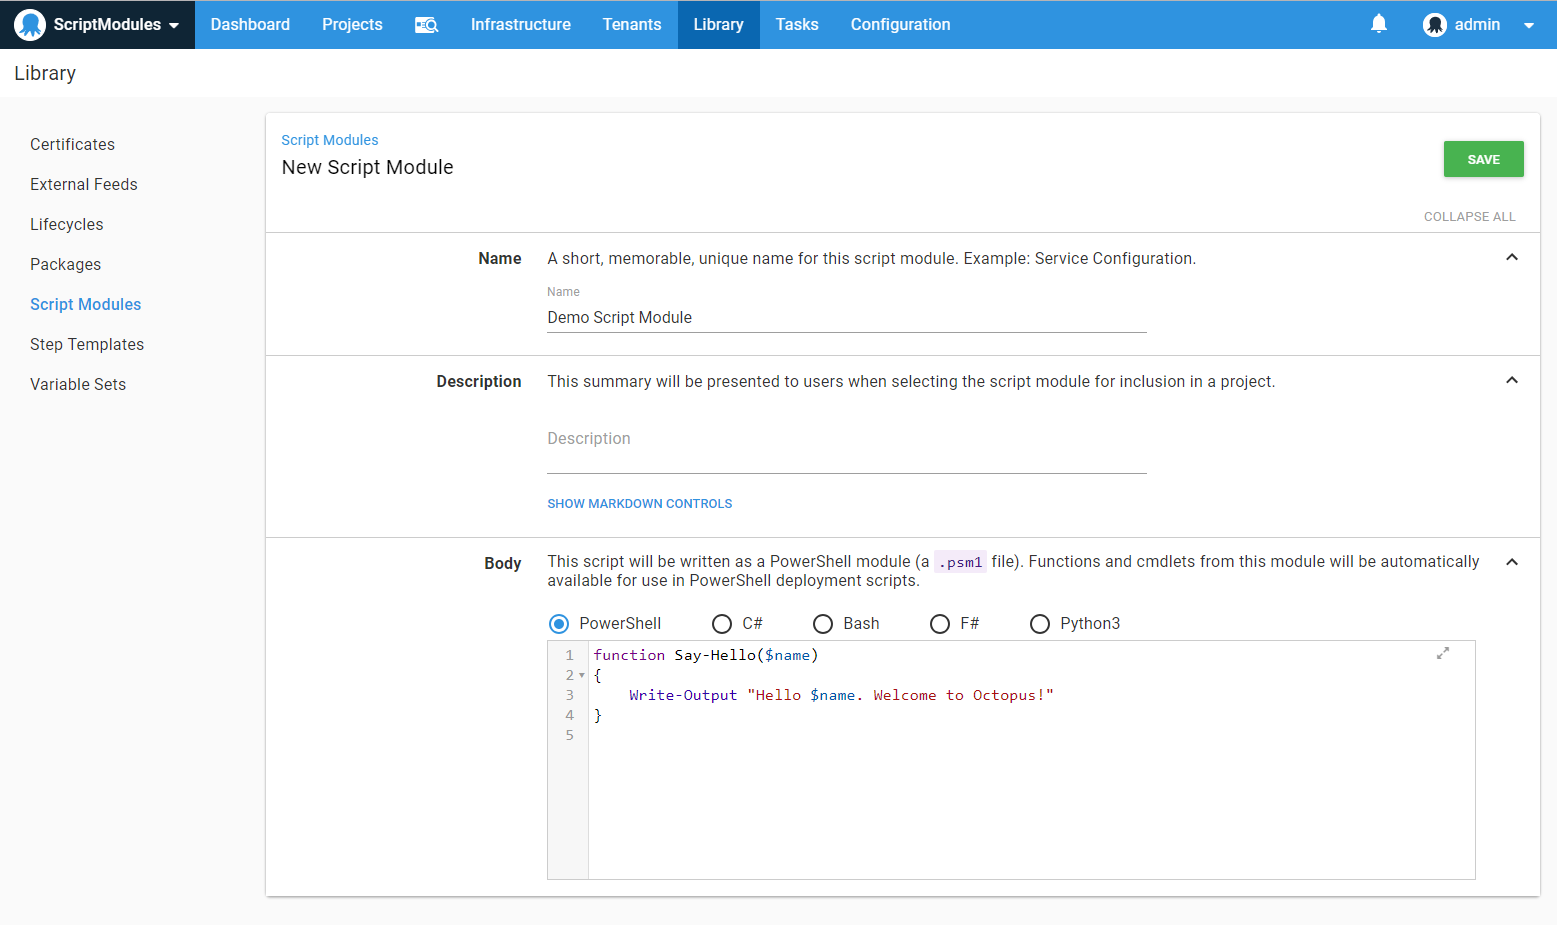 ScriptModules Dashboard Projects Infrastructure Tenants Library Tasks Configuration admin
Library
Certificates
External Feeds
Lifecycles
Packages
Script Modules
Step Templates
Variable Sets
Script Modules
New Script Module
SAVE
COLLAPSE ALL
Name A short, memorable, unique name for this script module. Example: Service Configuration.
Name
Demo Script Module
Description This summary will be presented to users when selecting the script module for inclusion in a project.
Description
SHOW MARKDOWN CONTROLS
Body This script will be written as a PowerShell module (a .psm1 file). Functions and cmdlets from this module will be automatically
available for use in PowerShell deployment scripts.
PowerShell C# Bash F# Python3
1 function Say-Hello($name)
2 {
3 Write-Output "Hello $name. Welcome to Octopus!"
4 }
5